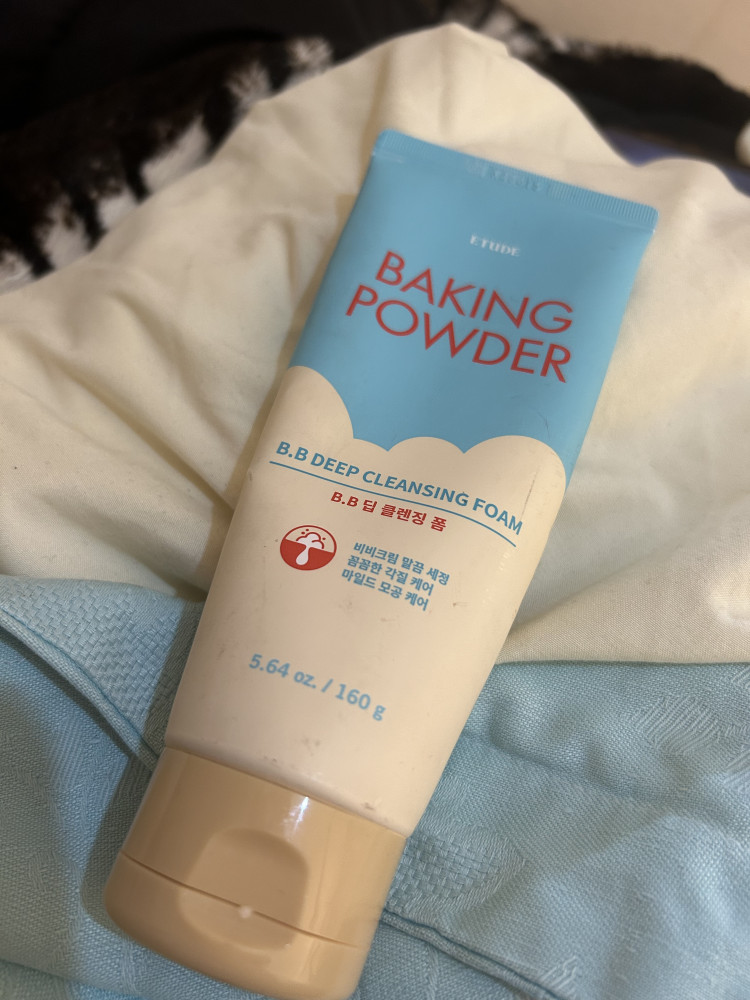 ETUDE
BAKING
POWDER
B.B DEEP CLEANSING FOAM
B.B 딥 클렌징 폼
비비크림 말끔 세정
꼼꼼한 각질 케어
마일드 모공 케어
5.64 oz. / 160 g